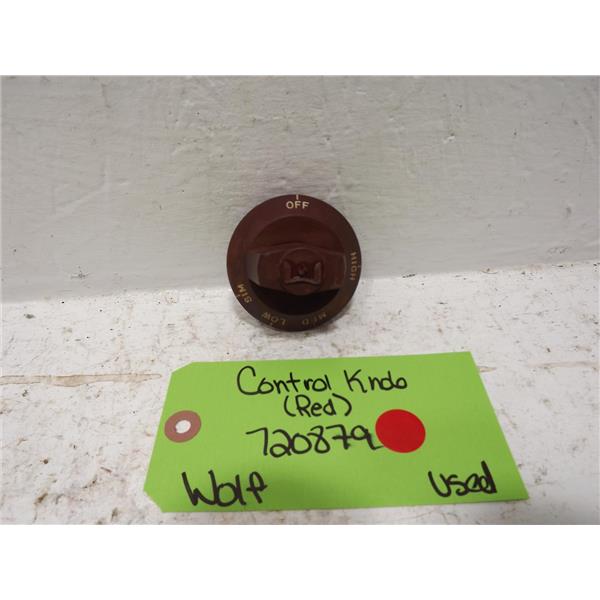 OFF
HIGH
MED
LOW
SIM
Control Knob
(Red)
720879
Wolf
Used